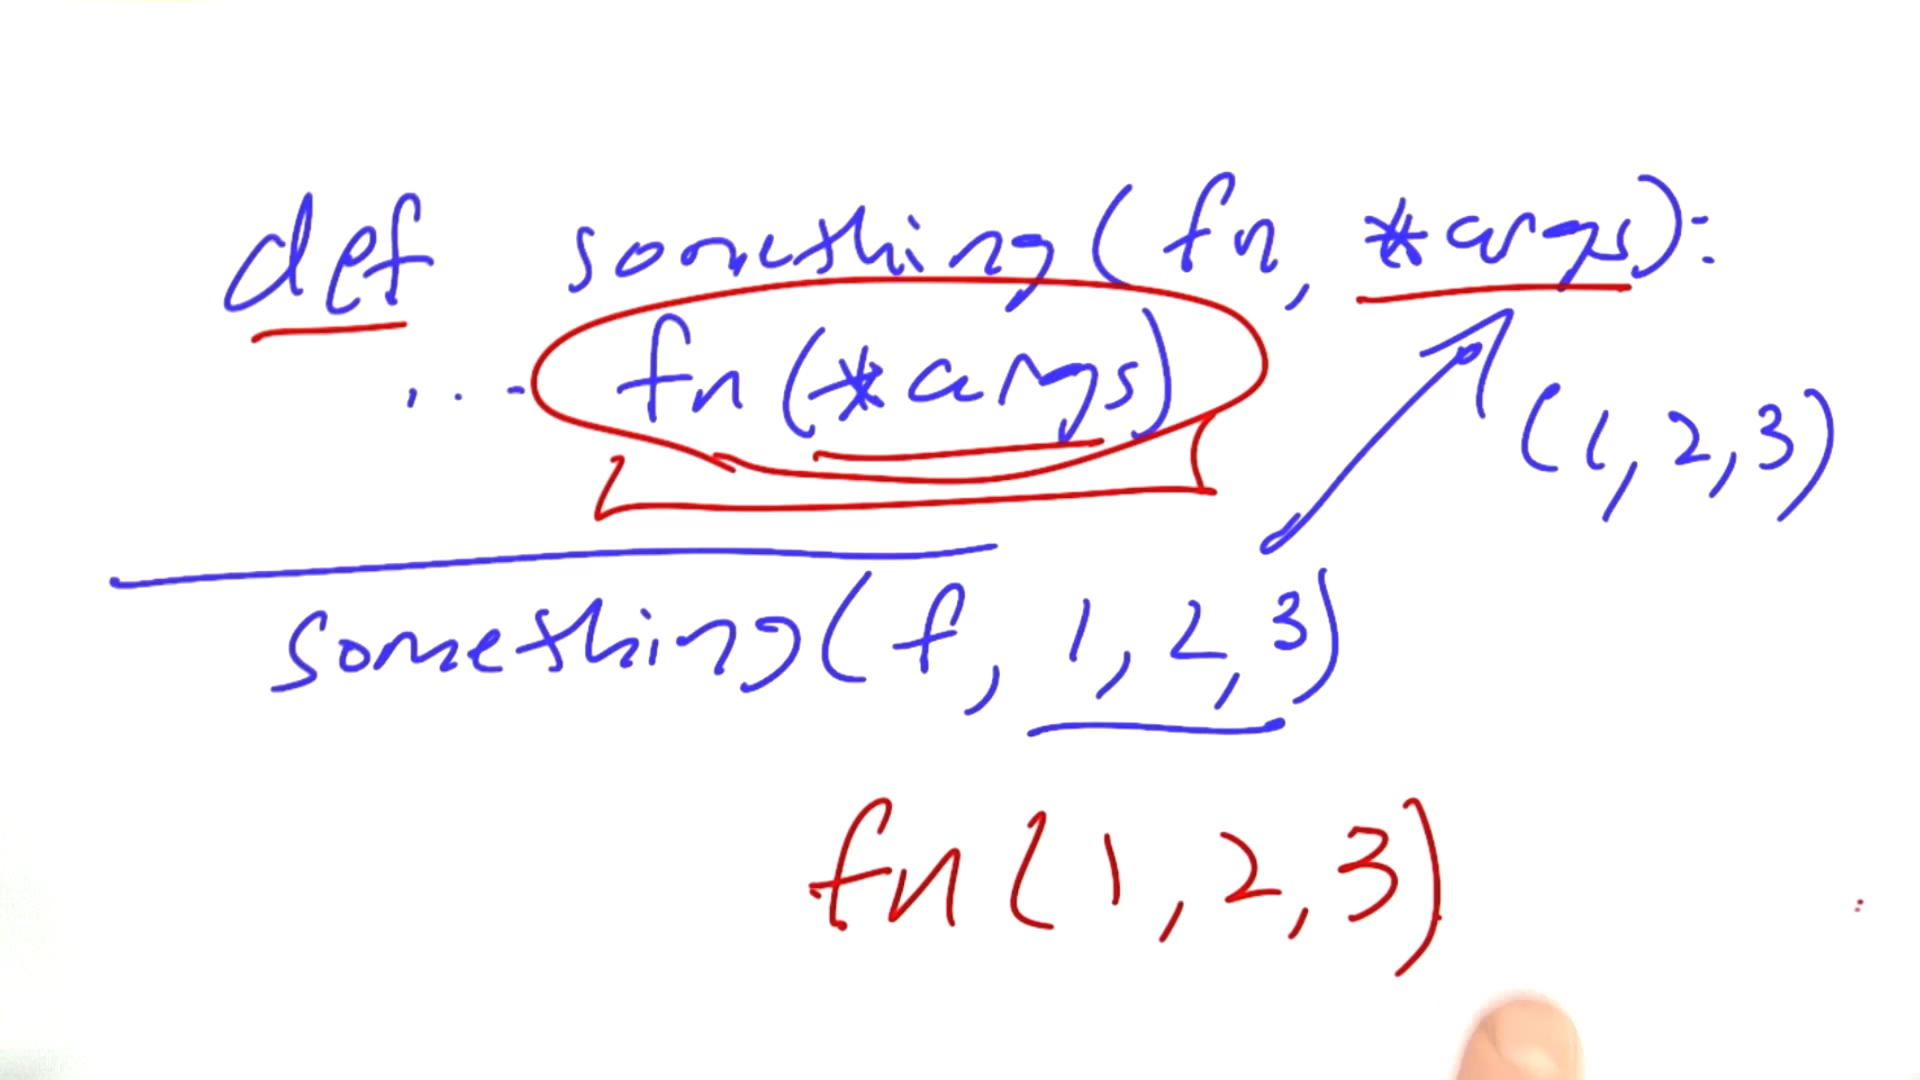 def something(fn, *args):
... fn(*args)
(1,2,3)
something(f, 1,2,3)
fn(1,2,3)